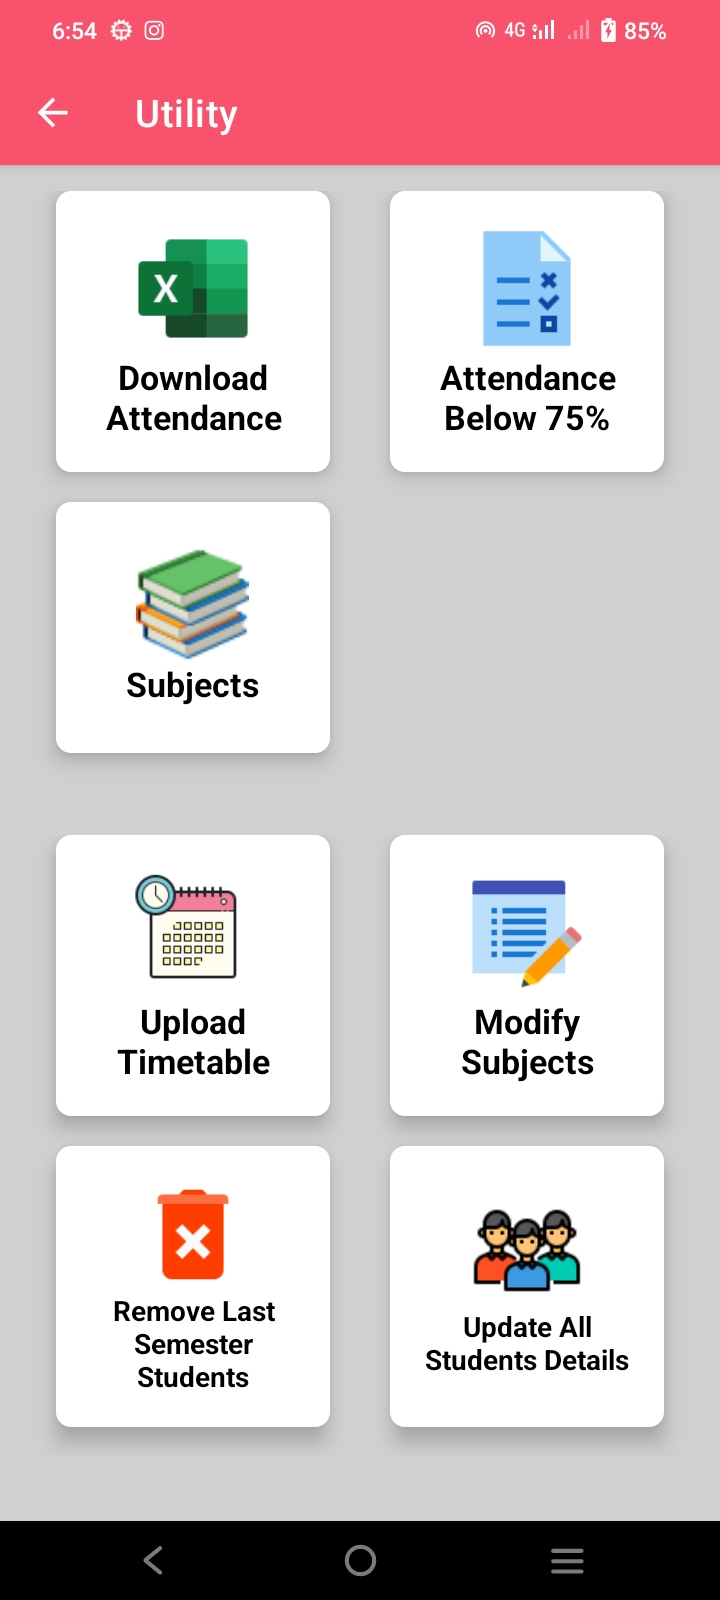 6:54 4G 85%
Utility
X
Download
Attendance
Attendance
Below 75%
Subjects
Upload
Timetable
Modify
Subjects
Remove Last
Semester
Students
Update All
Students Details